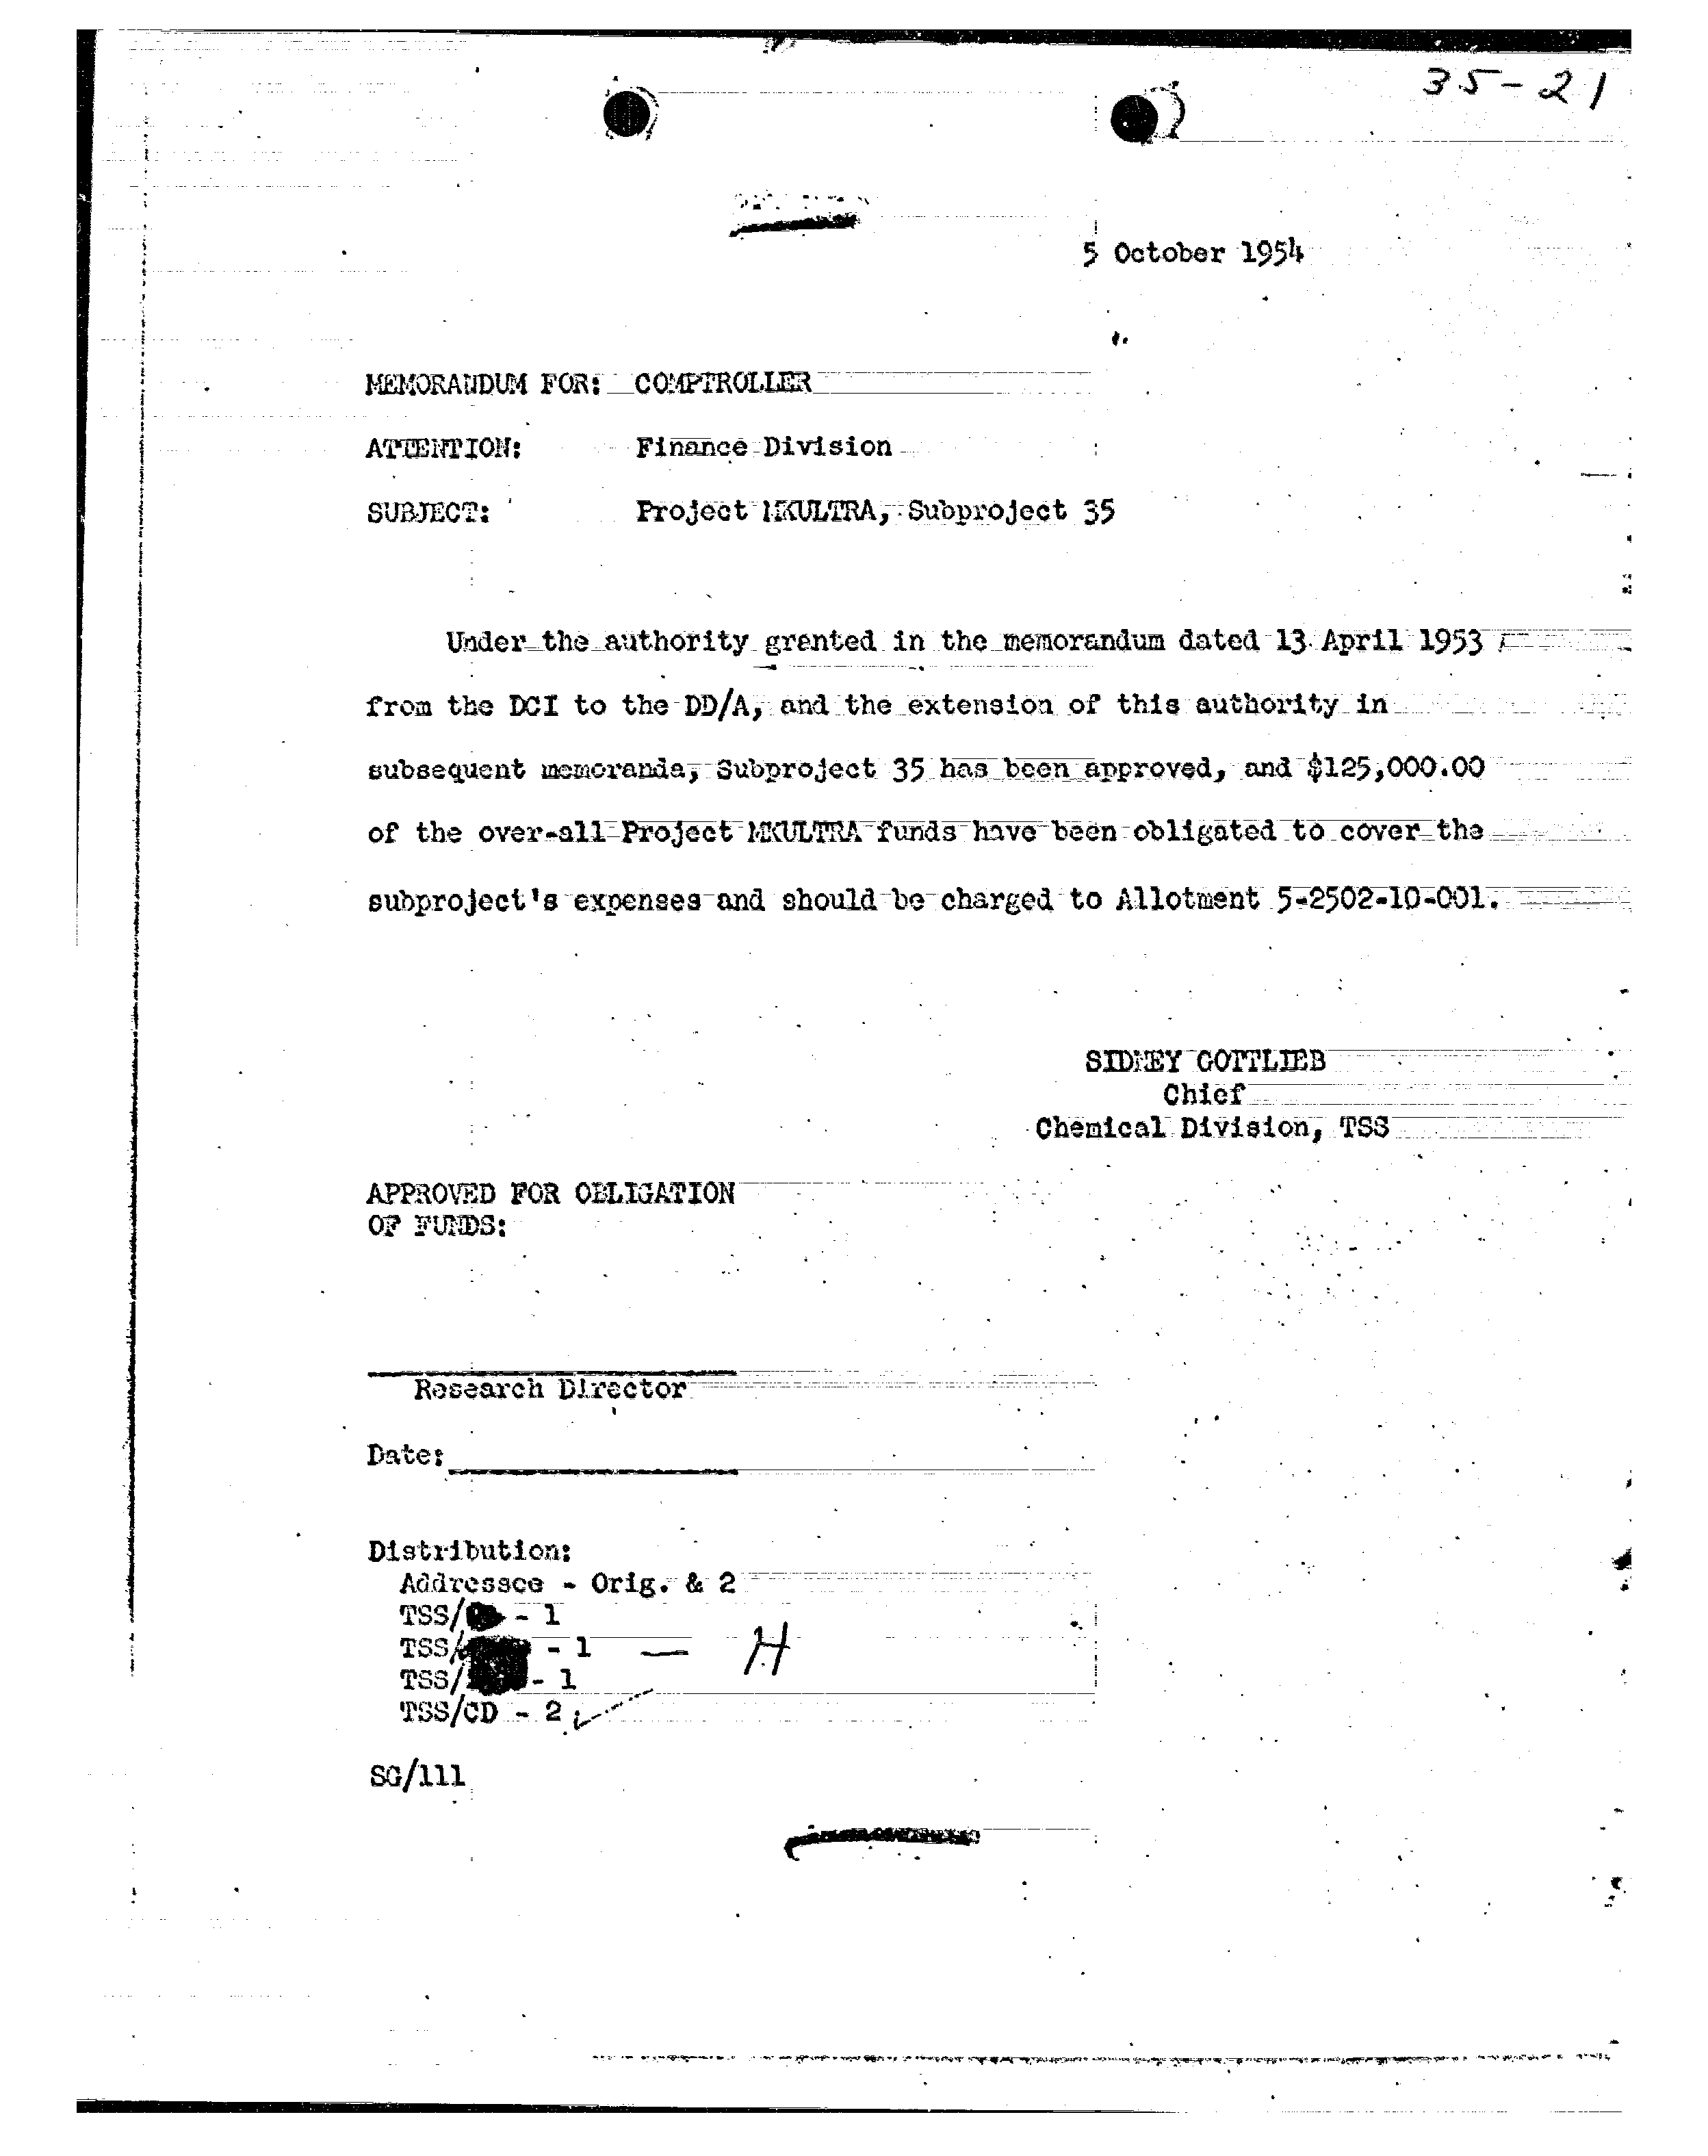 35-21
5 October 1954
MEMORANDUM FOR: COMPTROLLER
ATTENTION: Finance Division
SUBJECT: Project MKULTRA, Subproject 35
Under the authority granted in the memorandum dated 13 April 1953
from the DCI to the DD/A, and the extension of this authority in
subsequent memoranda, Subproject 35 has been approved, and $125,000.00
of the over-all Project MKULTRA funds have been obligated to cover the
subproject's expenses and should be charged to Allotment 5-2502-10-001.
SIDNEY GOTTLIEB
Chief
Chemical Division, TSS
APPROVED FOR OBLIGATION
OF FUNDS:
Research Director
Date:
Distribution:
Addressee - Orig. & 2
TSS/ - 1
TSS/ - 1 — H
TSS/ - 1
TSS/CD - 2
SG/lll